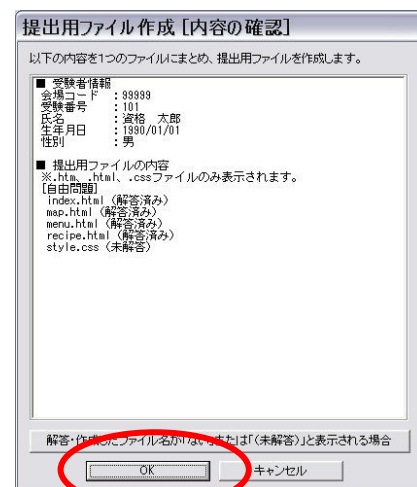 提出用ファイル作成 [内容の確認]
以下の内容を1つのファイルにまとめ、提出用ファイルを作成します。
■ 受験者情報
会場コード ：99999
受験番号 ：101
氏名 ：資格 太郎
生年月日 ：1990/01/01
性別 ：男
■ 提出用ファイルの内容
※.htm、.html、.cssファイルのみ表示されます。
[自由問題]
index.html（解答済み）
map.html（解答済み）
menu.html（解答済み）
recipe.html（解答済み）
style.css（未解答）
解答・作成したファイル名が「ない」または「(未解答)」と表示される場合
OK
キャンセル